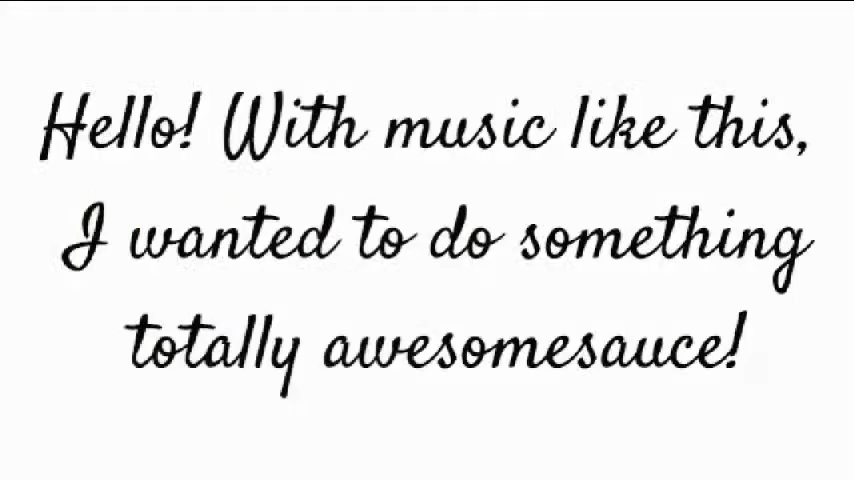 Hello! With music like this,
I wanted to do something
totally awesomesauce!